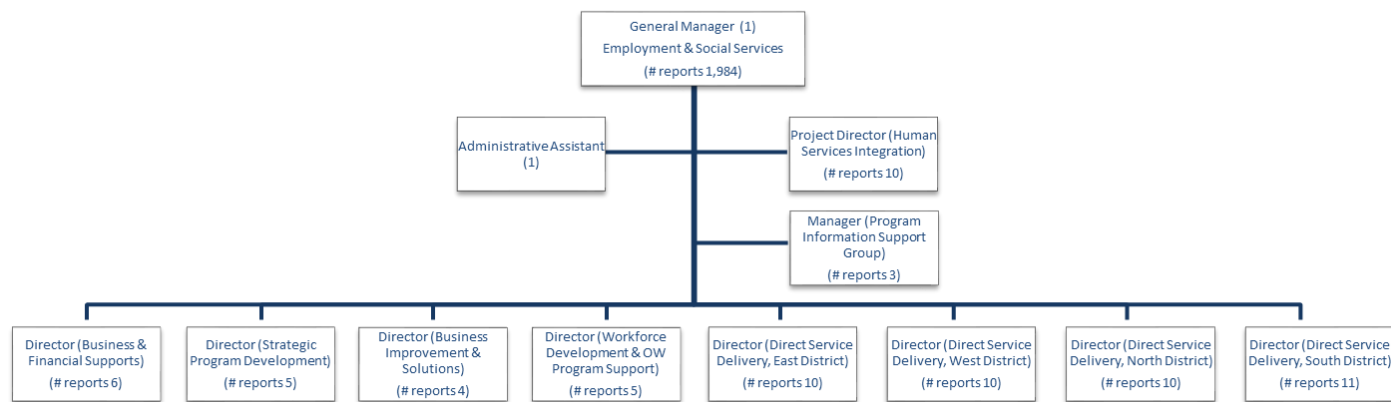 General Manager (1)
Employment & Social Services
(# reports 1,984)
Administrative Assistant
(1)
Project Director (Human
Services Integration)
(# reports 10)
Manager (Program
Information Support
Group)
(# reports 3)
Director (Business &
Financial Supports)
(# reports 6)
Director (Strategic
Program Development)
(# reports 5)
Director (Business
Improvement &
Solutions)
(# reports 4)
Director (Workforce
Development & OW
Program Support)
(# reports 5)
Director (Direct Service
Delivery, East District)
(# reports 10)
Director (Direct Service
Delivery, West District)
(# reports 10)
Director (Direct Service
Delivery, North District)
(# reports 10)
Director (Direct Service
Delivery, South District)
(# reports 11)